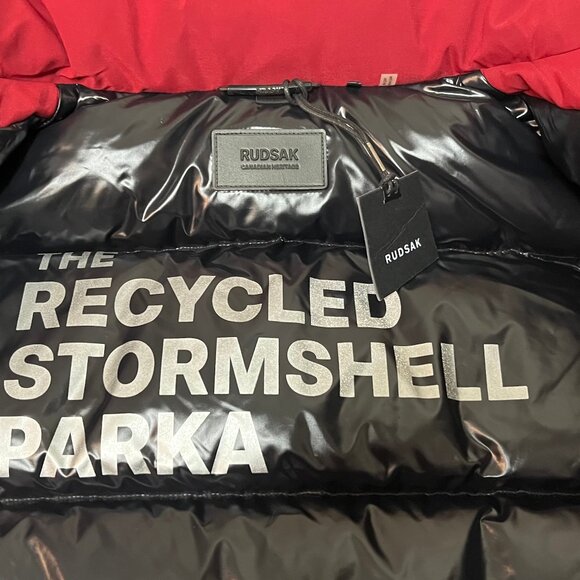 RUDSAK
CANADIAN HERITAGE
RUDSAK
THE
RECYCLED
STORMSHELL
PARKA